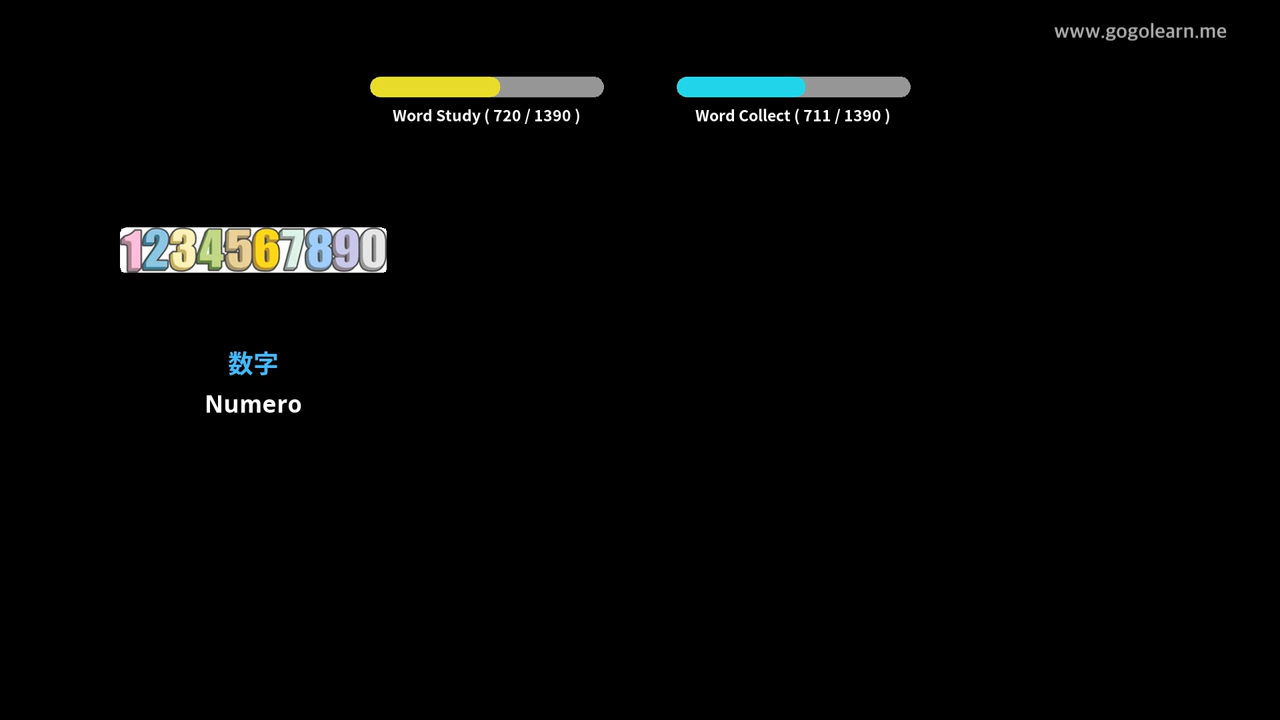 www.gogolearn.me
Word Study ( 720 / 1390 )
Word Collect ( 711 / 1390 )
1234567890
数字
Numero